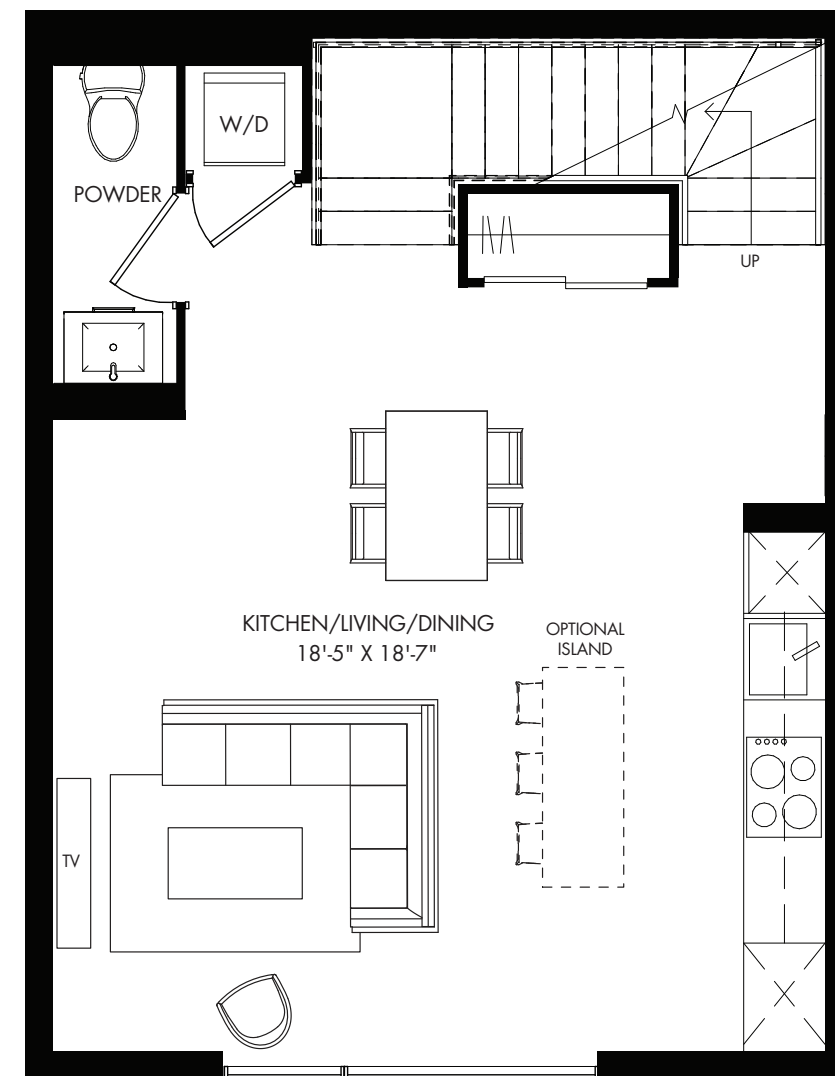 W/D
POWDER
UP
KITCHEN/LIVING/DINING
18'-5" X 18'-7"
OPTIONAL
ISLAND
TV